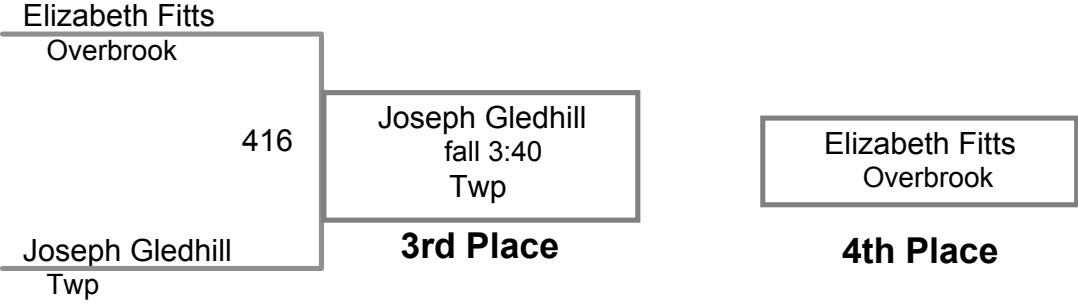 Elizabeth Fitts
Overbrook
416
Joseph Gledhill
Twp
Joseph Gledhill
fall 3:40
Twp
3rd Place
Elizabeth Fitts
Overbrook
4th Place